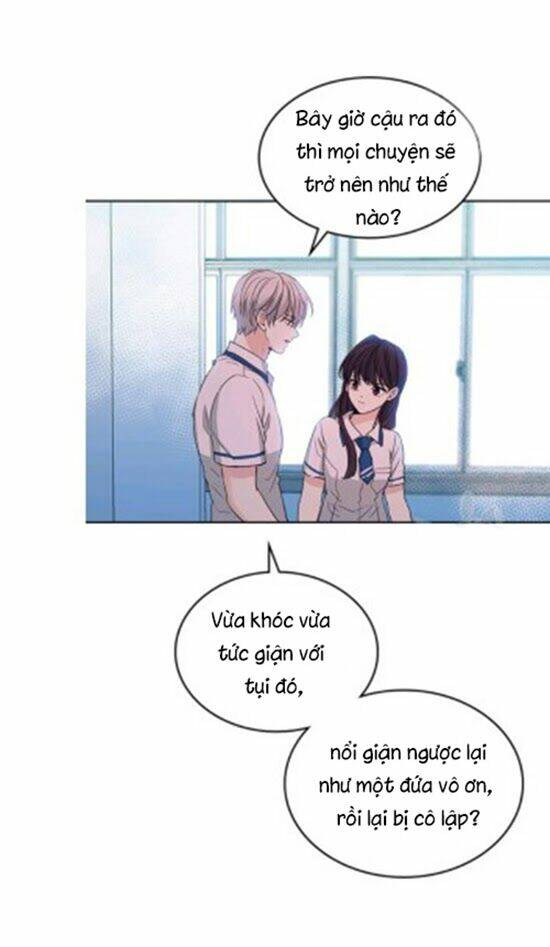 Bây giờ cậu ra đó
thì mọi chuyện sẽ
trở nên như thế
nào?
Vừa khóc vừa
tức giận với
tụi đó,
nổi giận ngược lại
như một đứa vô ơn,
rồi lại bị cô lập?